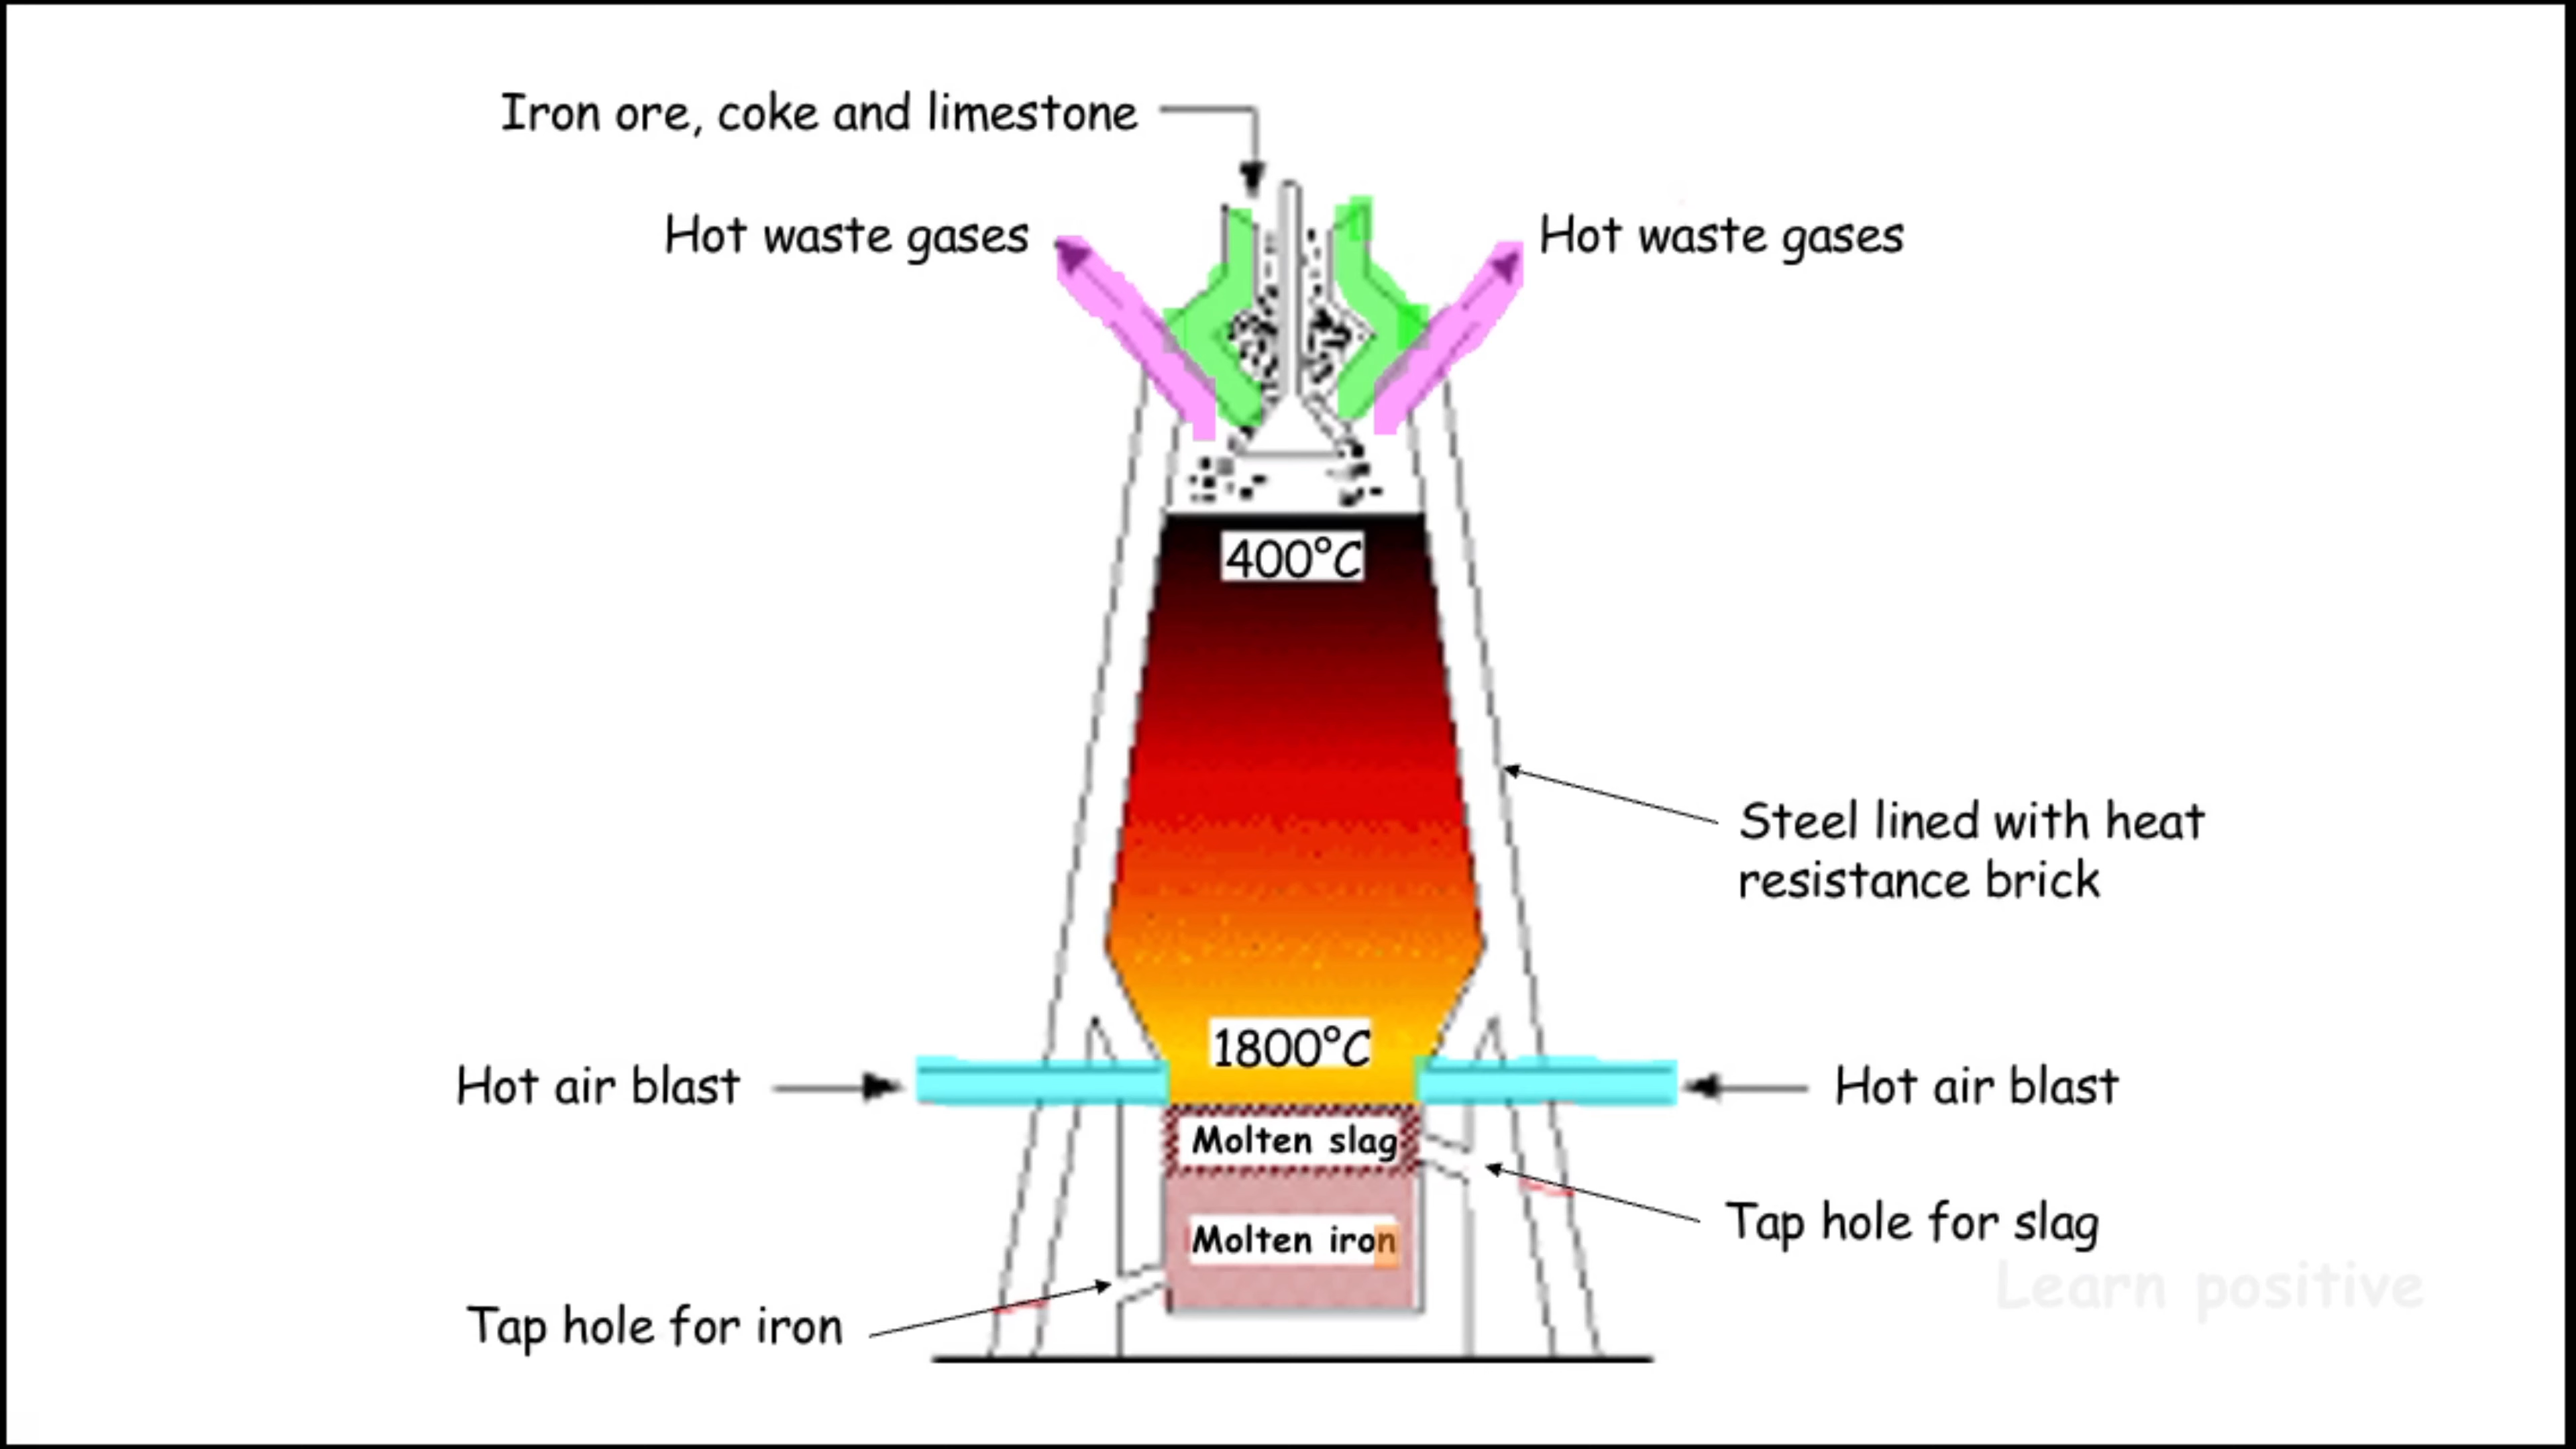 Iron ore, coke and limestone
Hot waste gases
Hot waste gases
400°C
Steel lined with heat
resistance brick
1800°C
Hot air blast
Hot air blast
Molten slag
Tap hole for slag
Molten iron
Learn positive
Tap hole for iron